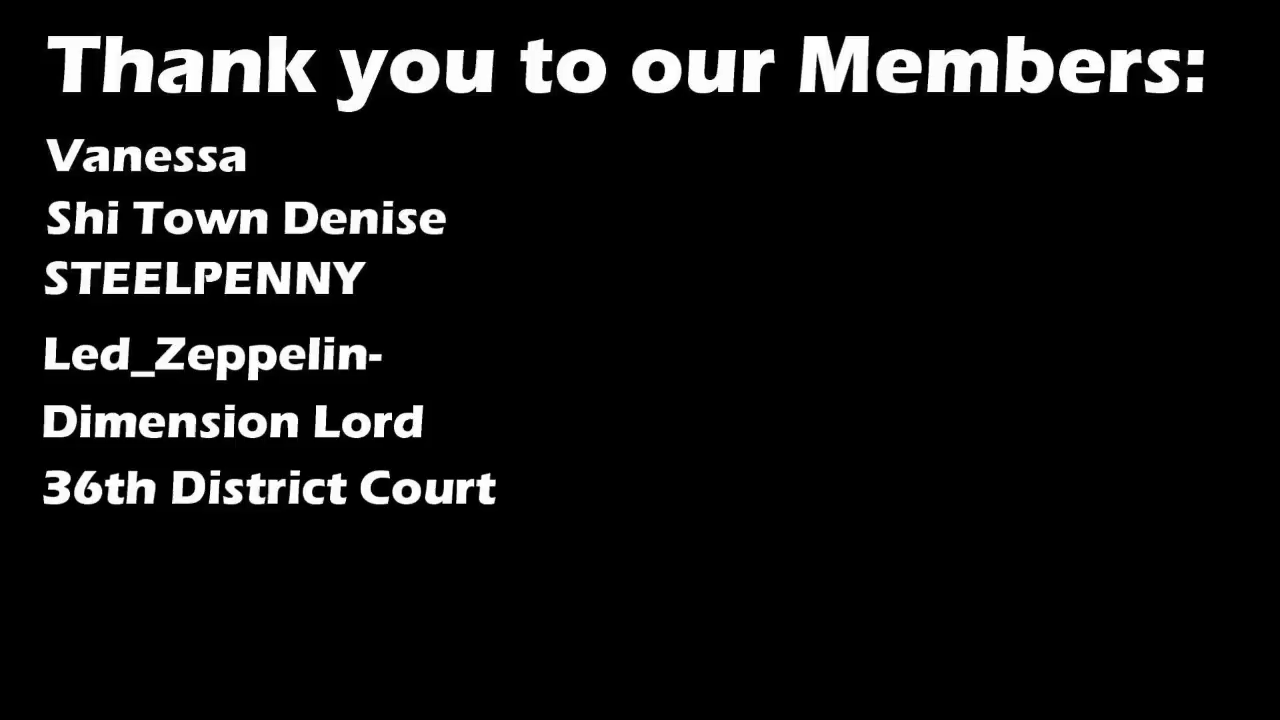 Thank you to our Members:
Vanessa
Shi Town Denise
STEELPENNY
Led_Zeppelin-
Dimension Lord
36th District Court